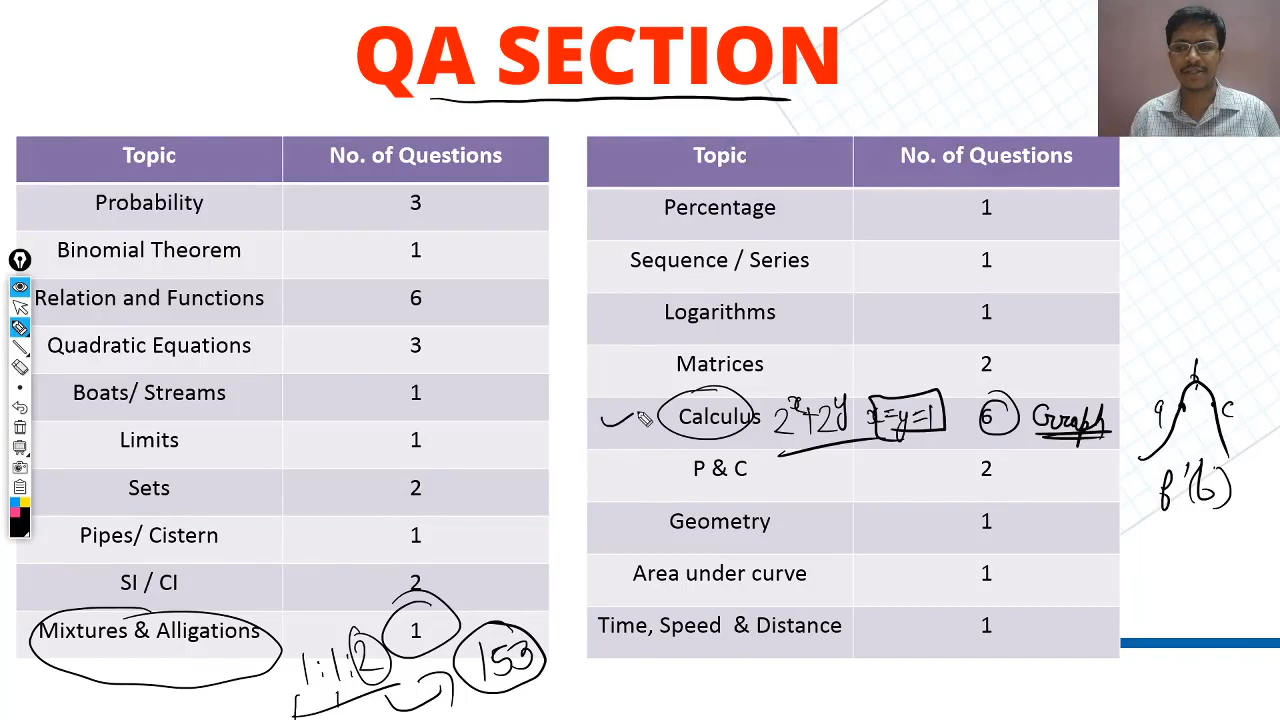 QA SECTION
Topic No. of Questions
Probability 3
Binomial Theorem 1
Relation and Functions 6
Quadratic Equations 3
Boats/ Streams 1
Limits 1
Sets 2
Pipes/ Cistern 1
SI / CI 2
Mixtures & Alligations 1
1:1:2 153
Topic No. of Questions
Percentage 1
Sequence / Series 1
Logarithms 1
Matrices 2
Calculus 2^x+2^y x=y=1 6 Graph
P & C 2
Geometry 1
Area under curve 1
Time, Speed & Distance 1
b
a c
f'(b)